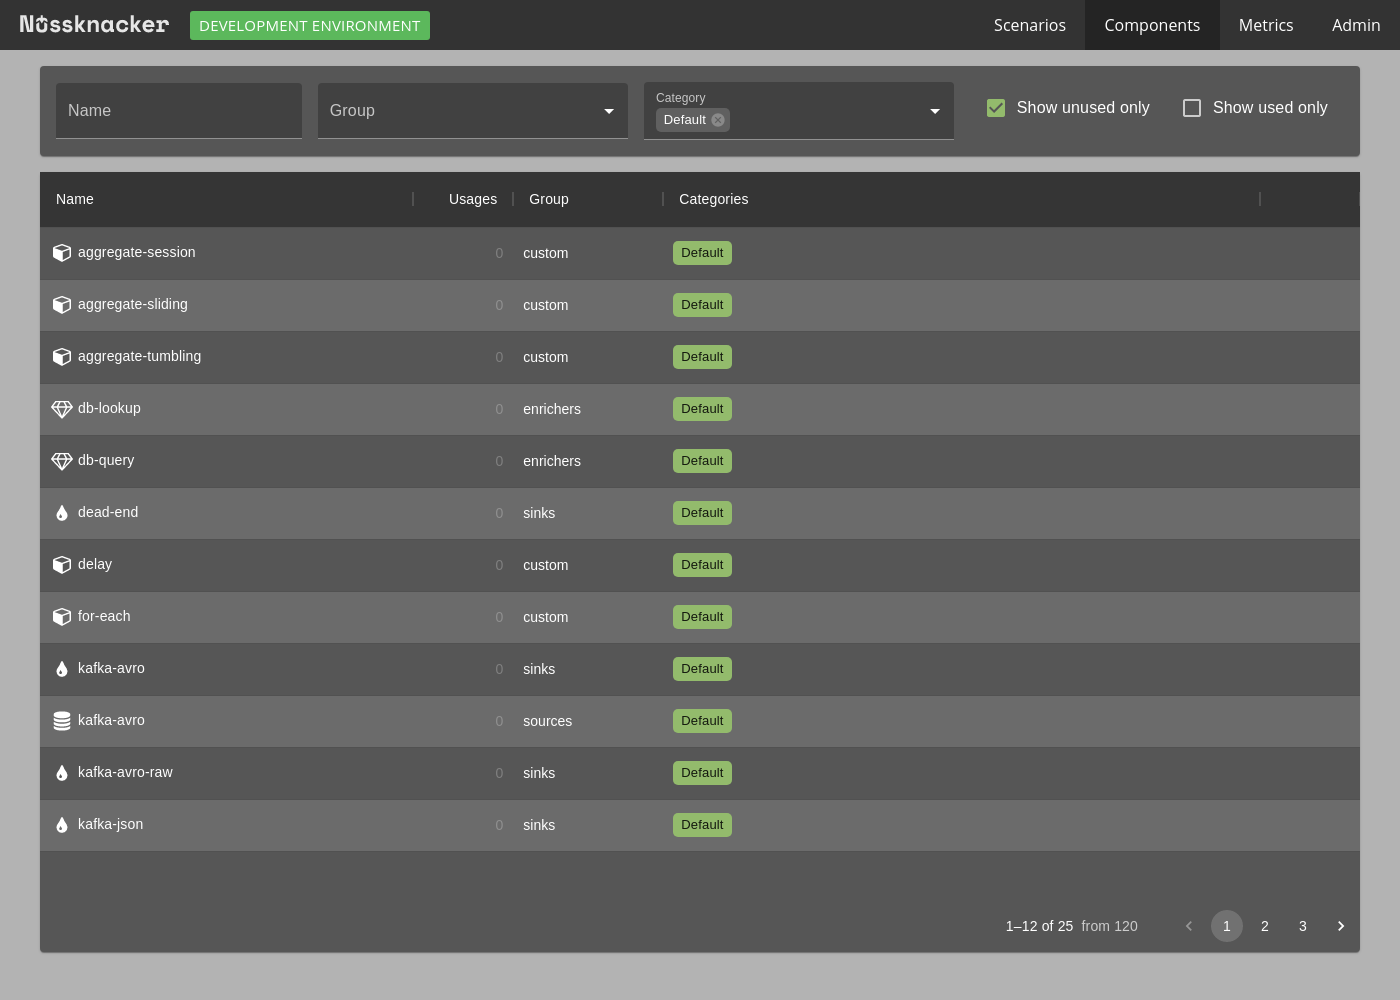 Nussknacker DEVELOPMENT ENVIRONMENT Scenarios Components Metrics Admin
Name Group Category Default Show unused only Show used only
Name Usages Group Categories
aggregate-session 0 custom Default
aggregate-sliding 0 custom Default
aggregate-tumbling 0 custom Default
db-lookup 0 enrichers Default
db-query 0 enrichers Default
dead-end 0 sinks Default
delay 0 custom Default
for-each 0 custom Default
kafka-avro 0 sinks Default
kafka-avro 0 sources Default
kafka-avro-raw 0 sinks Default
kafka-json 0 sinks Default
1–12 of 25 from 120 1 2 3